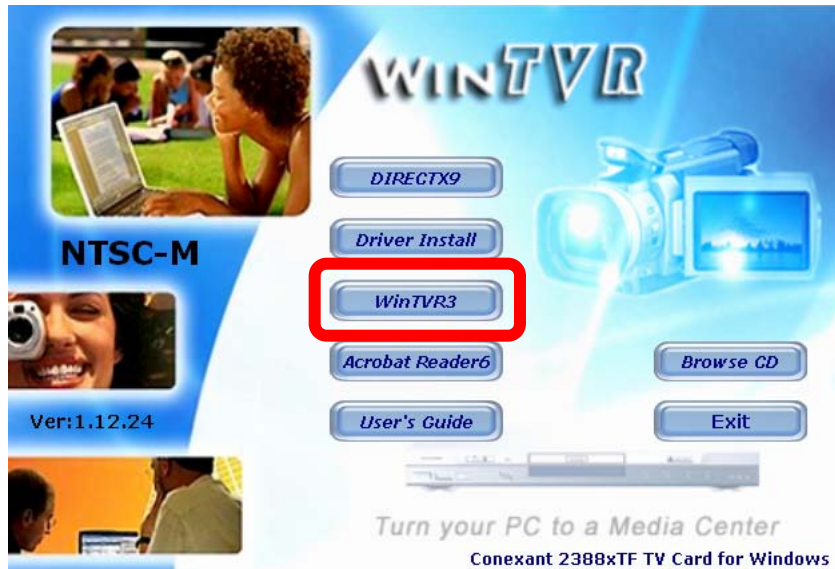 WINTVR
DIRECTX9
Driver Install
NTSC-M
WinTVR3
Acrobat Reader6
Browse CD
Ver:1.12.24
User's Guide
Exit
Turn your PC to a Media Center
Conexant 2388xTF TV Card for Windows